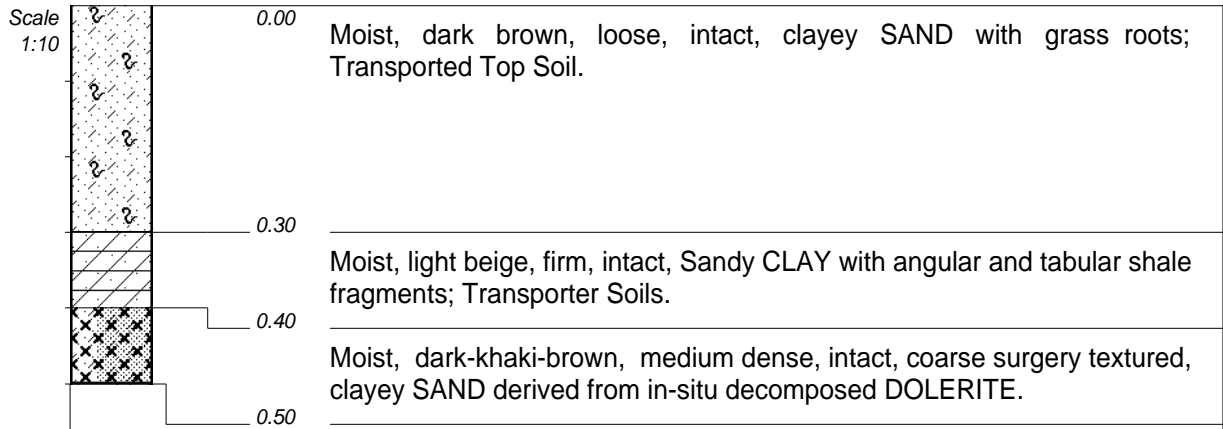 Scale
1:10
0.00
Moist, dark brown, loose, intact, clayey SAND with grass roots;
Transported Top Soil.
0.30
Moist, light beige, firm, intact, Sandy CLAY with angular and tabular shale
fragments; Transporter Soils.
0.40
Moist, dark-khaki-brown, medium dense, intact, coarse surgery textured,
clayey SAND derived from in-situ decomposed DOLERITE.
0.50